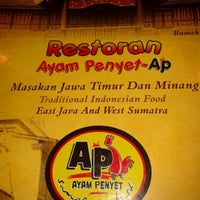 Rumah
Restoran
Ayam Penyet-Ap
Masakan Jawa Timur Dan Minang
Traditional Indonesian Food
East Java And West Sumatra
Ap
AYAM PENYET